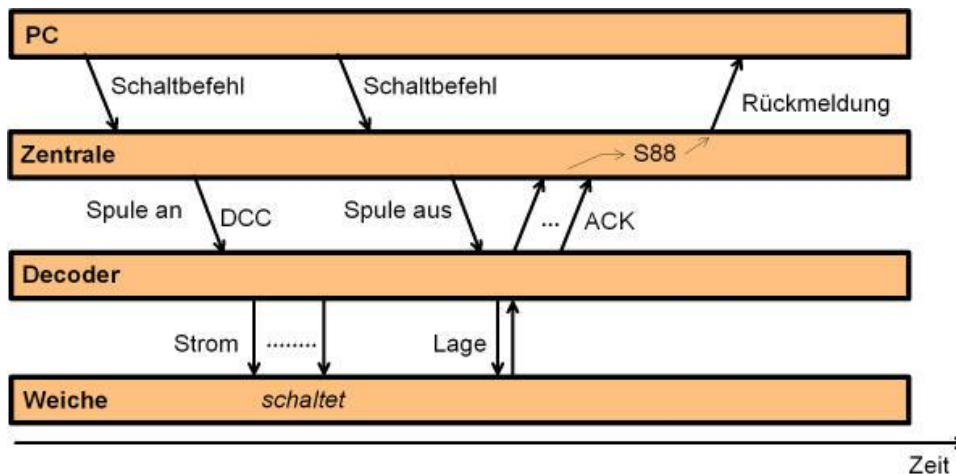 PC
Schaltbefehl
Schaltbefehl
Rückmeldung
Zentrale
S88
Spule an
DCC
Spule aus
...
ACK
Decoder
Strom
........
Lage
Weiche
schaltet
Zeit